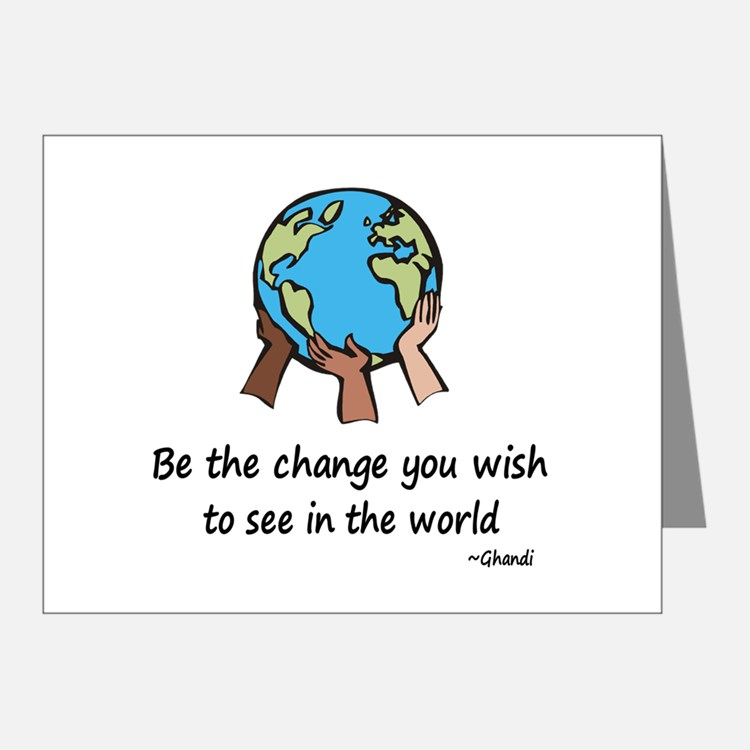 Be the change you wish
to see in the world
~Ghandi